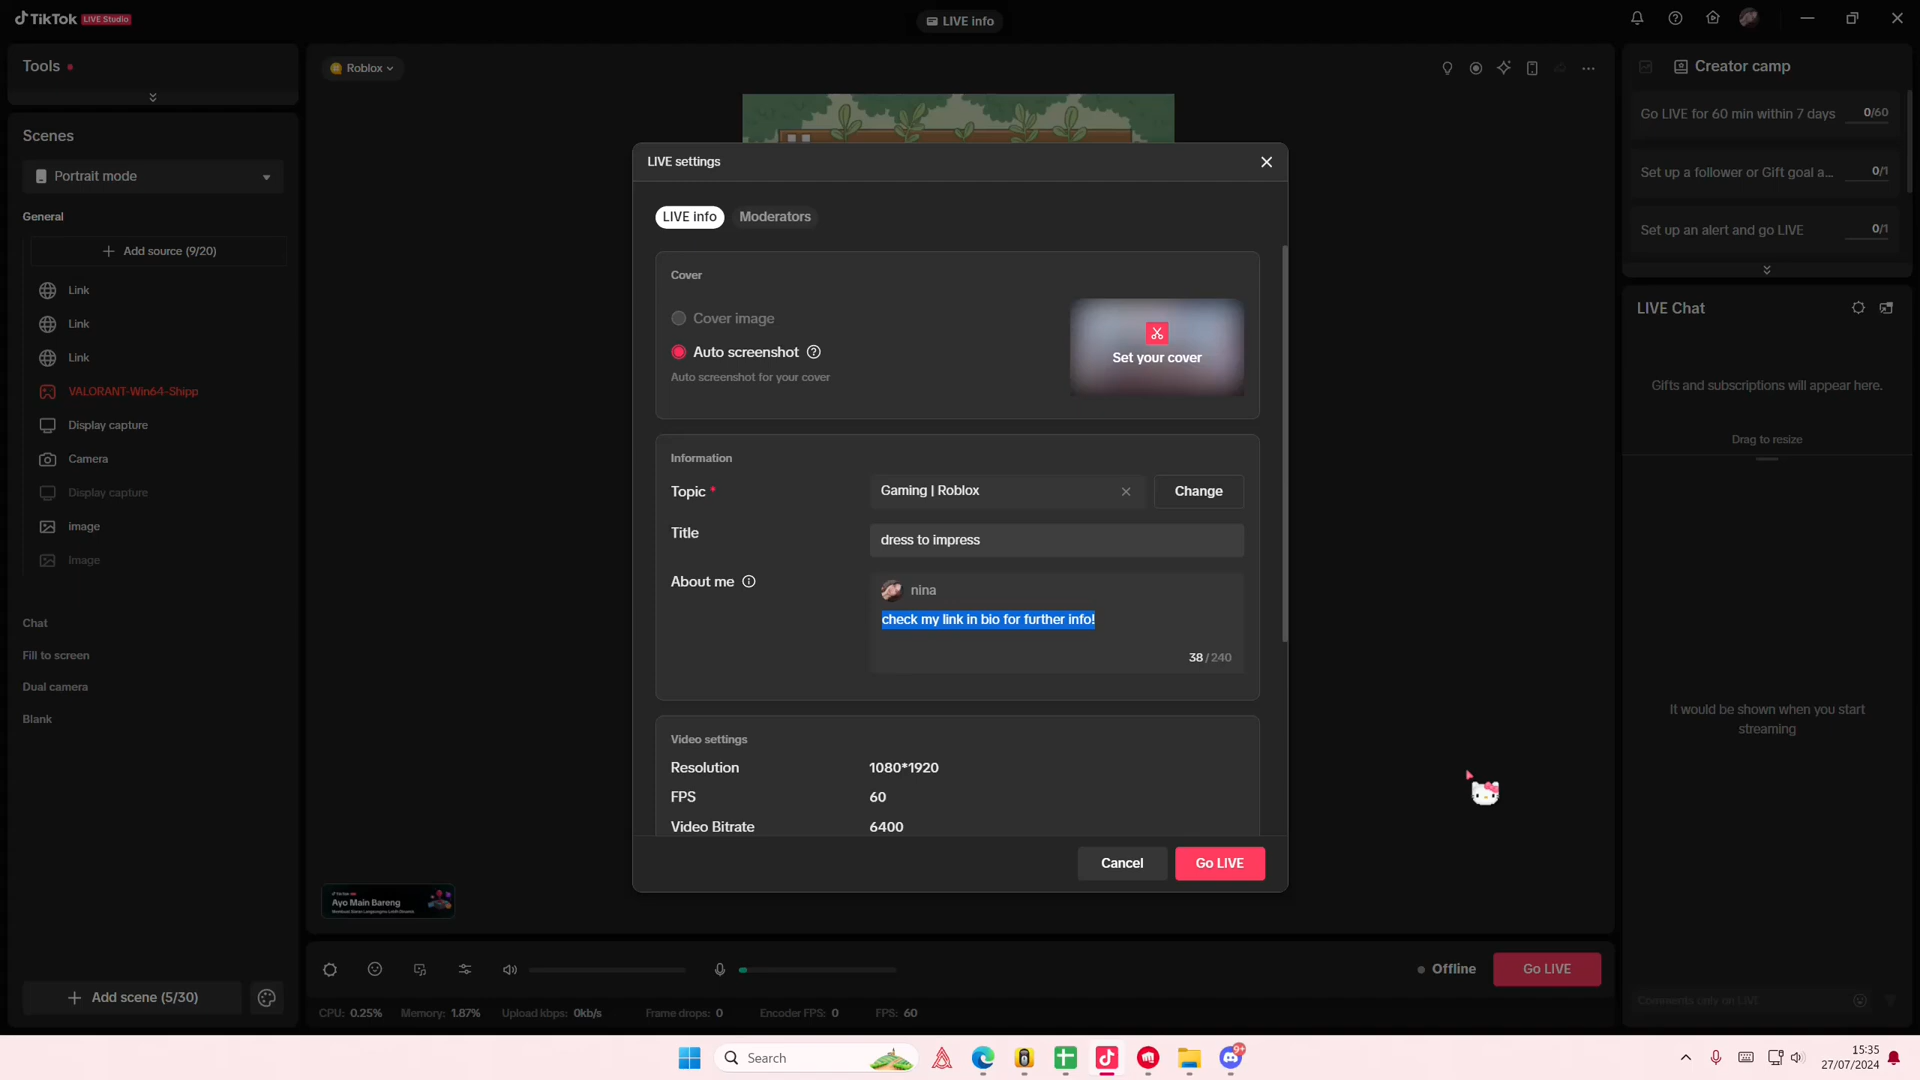 TikTok LIVE Studio
LIVE info
Tools
Roblox
Creator camp
Go LIVE for 60 min within 7 days 0/60
Set up a follower or Gift goal a... 0/1
Set up an alert and go LIVE 0/1
Scenes
Portrait mode
General
Add source (9/20)
Link
Link
Link
VALORANT-Win64-Shipp
Display capture
Camera
Display capture
image
Image
Chat
Fill to screen
Dual camera
Blank
Add scene (5/30)
LIVE settings
LIVE info Moderators
Cover
Cover image
Auto screenshot
Auto screenshot for your cover
Set your cover
Information
Topic * Gaming | Roblox Change
Title dress to impress
About me nina
check my link in bio for further info!
38/240
Video settings
Resolution 1080*1920
FPS 60
Video Bitrate 6400
Cancel Go LIVE
LIVE Chat
Gifts and subscriptions will appear here.
Drag to resize
It would be shown when you start
streaming
Comments only on LIVE
Ayo Main Bareng
Offline Go LIVE
CPU: 0.25% Memory: 1.87% Upload kbps: 0kb/s Frame drops: 0 Encoder FPS: 0 FPS: 60
Search
9+
15:35
27/07/2024